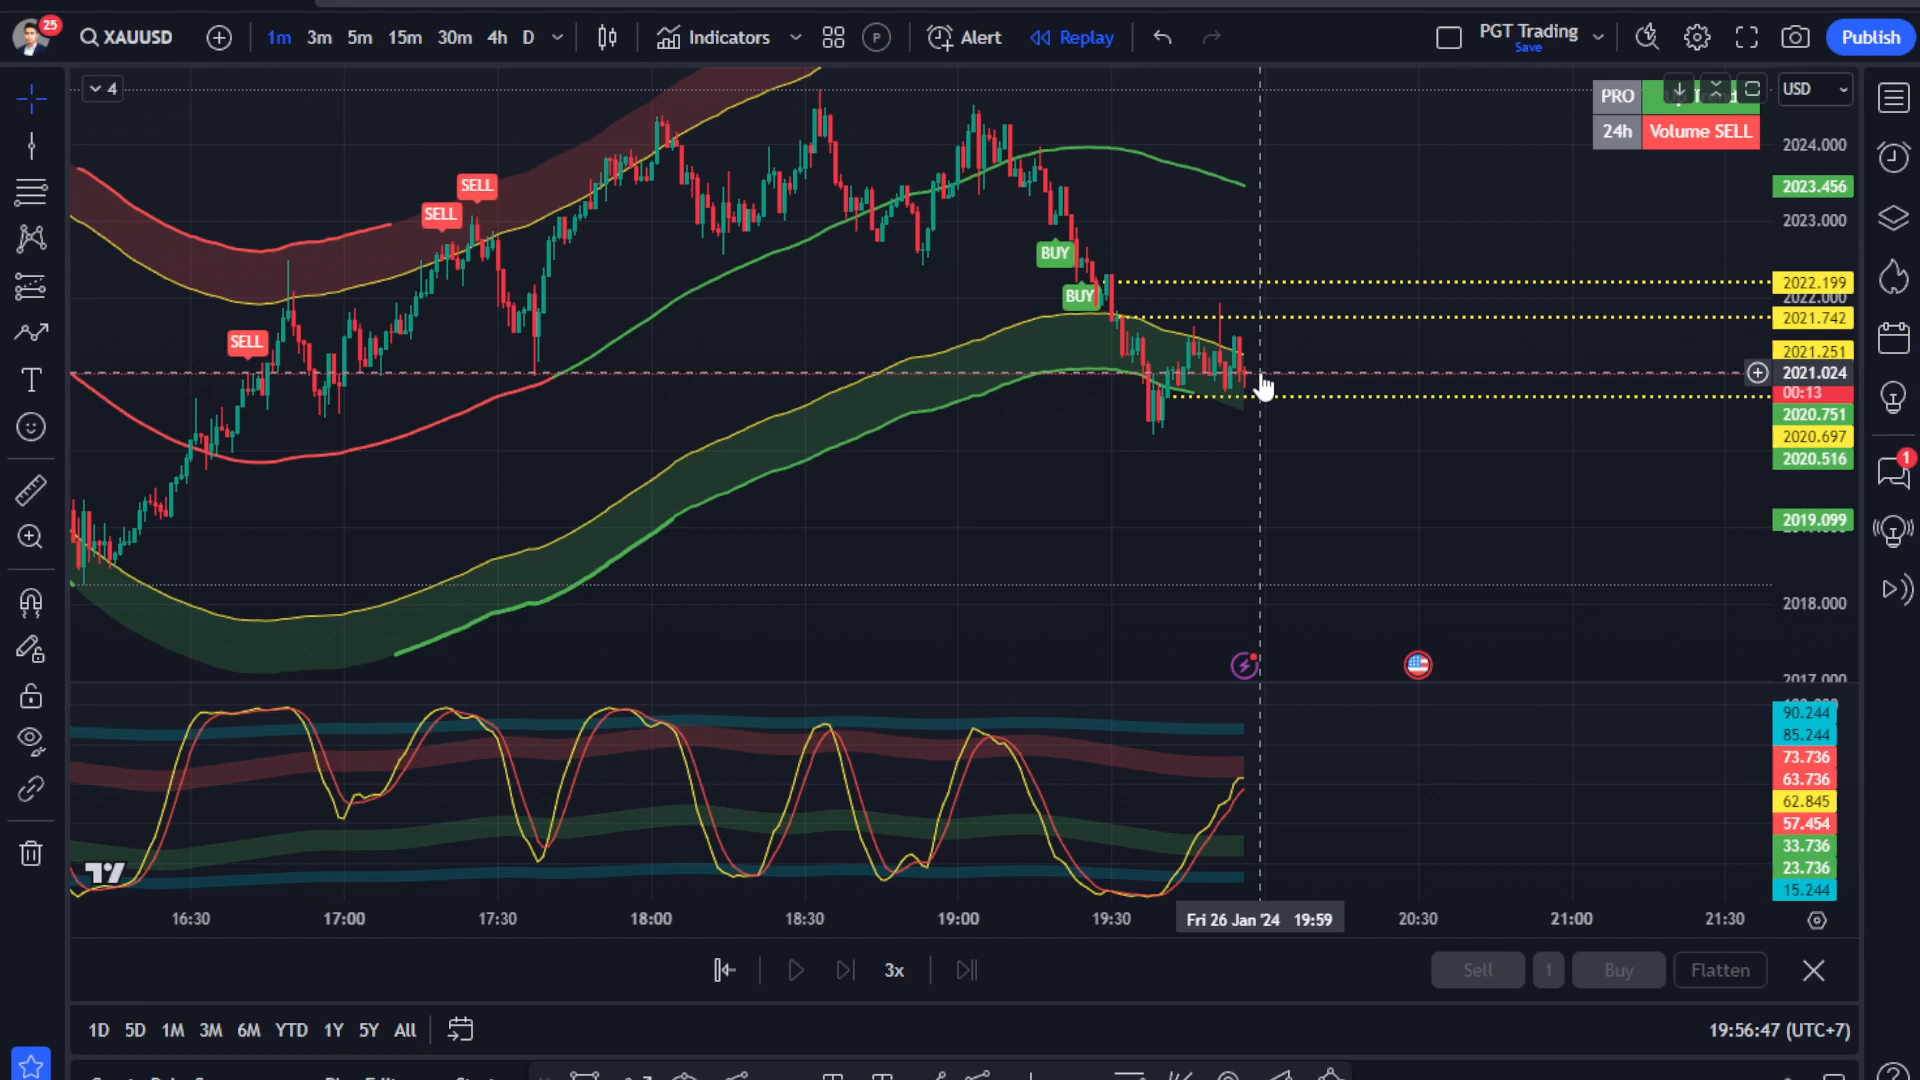 25
XAUUSD
1m 3m 5m 15m 30m 4h D
Indicators
P
Alert
Replay
PGT Trading
Save
Publish
4
PRO
24h Volume SELL
USD
2024.000
2023.456
2023.000
2022.199
2022.000
2021.742
2021.251
2021.024
00:13
2020.751
2020.697
2020.516
2019.099
2018.000
2017.000
SELL
SELL
SELL
BUY
BUY
1
90.244
85.244
73.736
63.736
62.845
57.454
33.736
23.736
15.244
16:30 17:00 17:30 18:00 18:30 19:00 19:30 Fri 26 Jan '24 19:59 20:30 21:00 21:30
3x
Sell 1 Buy Flatten
1D 5D 1M 3M 6M YTD 1Y 5Y All
19:56:47 (UTC+7)